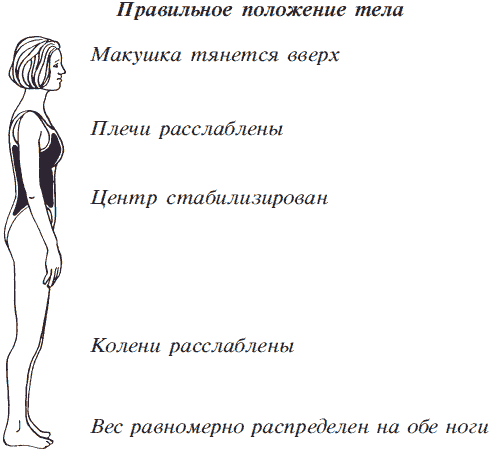 Правильное положение тела
Макушка тянется вверх
Плечи расслаблены
Центр стабилизирован
Колени расслаблены
Вес равномерно распределен на обе ноги